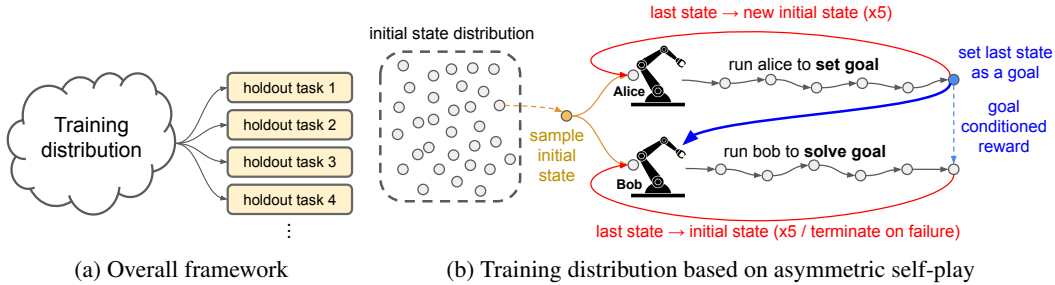 Training
distribution
holdout task 1
holdout task 2
holdout task 3
holdout task 4
(a) Overall framework
last state → new initial state (x5)
initial state distribution
sample
initial
state
Alice
run alice to set goal
set last state
as a goal
goal
conditioned
reward
Bob
run bob to solve goal
last state → initial state (x5 / terminate on failure)
(b) Training distribution based on asymmetric self-play